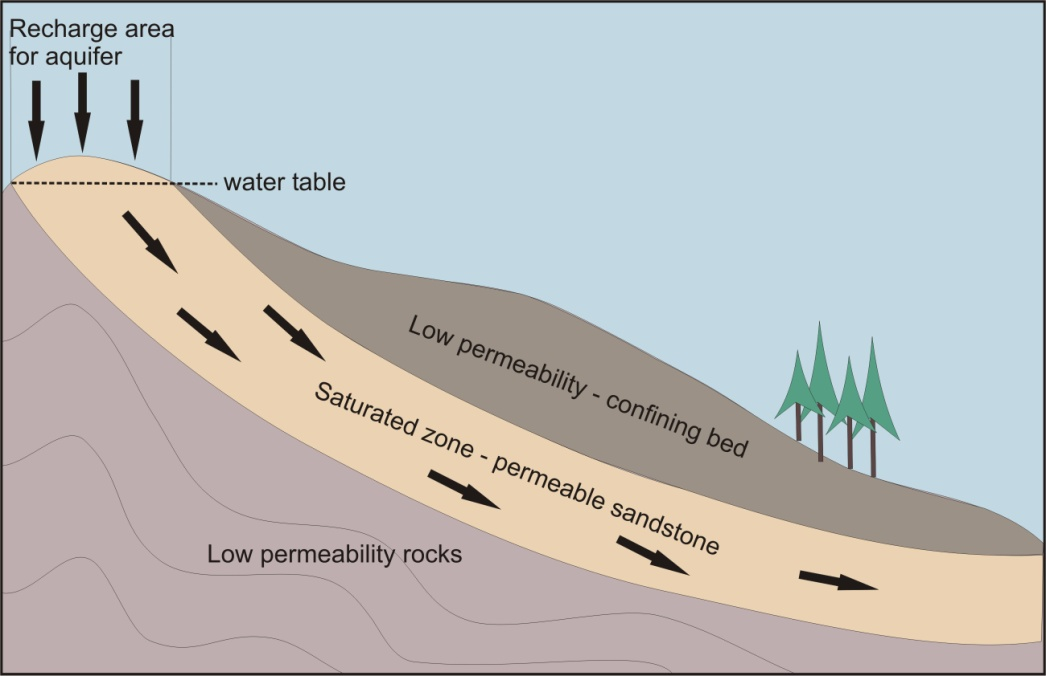 Recharge area
for aquifer
water table
Low permeability - confining bed
Saturated zone - permeable sandstone
Low permeability rocks